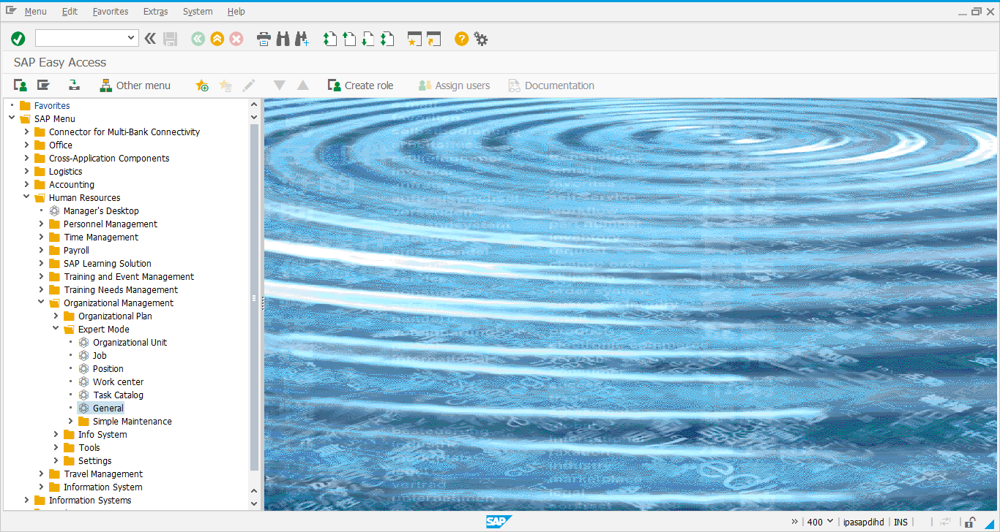 Menu Edit Favorites Extras System Help
SAP Easy Access
Other menu Create role Assign users Documentation
Favorites
SAP Menu
Connector for Multi-Bank Connectivity
Office
Cross-Application Components
Logistics
Accounting
Human Resources
Manager's Desktop
Personnel Management
Time Management
Payroll
SAP Learning Solution
Training and Event Management
Training Needs Management
Organizational Management
Organizational Plan
Expert Mode
Organizational Unit
Job
Position
Work center
Task Catalog
General
Simple Maintenance
Info System
Tools
Settings
Travel Management
Information System
Information Systems
SAP 400 ipasapdihd INS